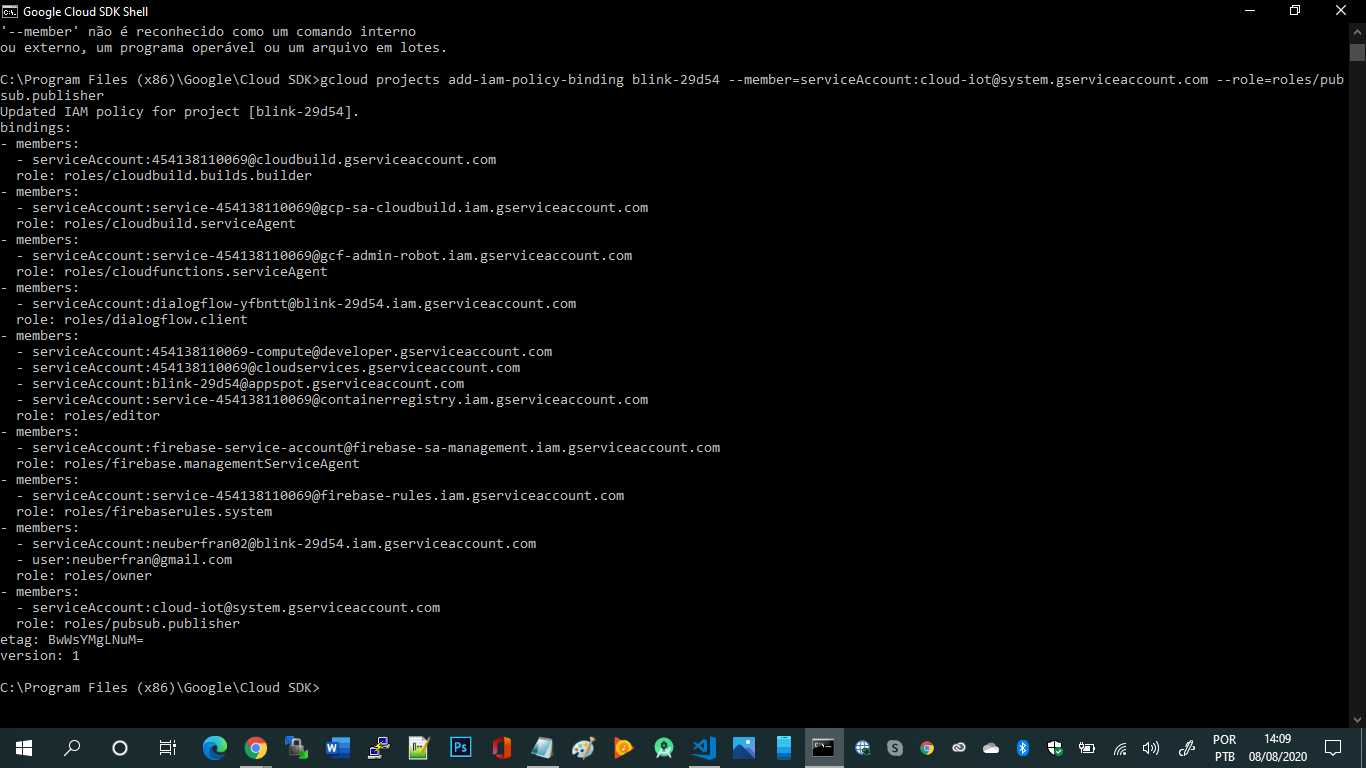 Google Cloud SDK Shell
'--member' não é reconhecido como um comando interno
ou externo, um programa operável ou um arquivo em lotes.
C:\Program Files (x86)\Google\Cloud SDK>gcloud projects add-iam-policy-binding blink-29d54 --member=serviceAccount:cloud-iot@system.gserviceaccount.com --role=roles/pub
sub.publisher
Updated IAM policy for project [blink-29d54].
bindings:
- members:
  - serviceAccount:454138110069@cloudbuild.gserviceaccount.com
  role: roles/cloudbuild.builds.builder
- members:
  - serviceAccount:service-454138110069@gcp-sa-cloudbuild.iam.gserviceaccount.com
  role: roles/cloudbuild.serviceAgent
- members:
  - serviceAccount:service-454138110069@gcf-admin-robot.iam.gserviceaccount.com
  role: roles/cloudfunctions.serviceAgent
- members:
  - serviceAccount:dialogflow-yfbntt@blink-29d54.iam.gserviceaccount.com
  role: roles/dialogflow.client
- members:
  - serviceAccount:454138110069-compute@developer.gserviceaccount.com
  - serviceAccount:454138110069@cloudservices.gserviceaccount.com
  - serviceAccount:blink-29d54@appspot.gserviceaccount.com
  - serviceAccount:service-454138110069@containerregistry.iam.gserviceaccount.com
  role: roles/editor
- members:
  - serviceAccount:firebase-service-account@firebase-sa-management.iam.gserviceaccount.com
  role: roles/firebase.managementServiceAgent
- members:
  - serviceAccount:service-454138110069@firebase-rules.iam.gserviceaccount.com
  role: roles/firebaserules.system
- members:
  - serviceAccount:neuberfran02@blink-29d54.iam.gserviceaccount.com
  - user:neuberfran@gmail.com
  role: roles/owner
- members:
  - serviceAccount:cloud-iot@system.gserviceaccount.com
  role: roles/pubsub.publisher
etag: BwWsYMgLNuM=
version: 1
C:\Program Files (x86)\Google\Cloud SDK>
Ps
POR
PTB
14:09
08/08/2020